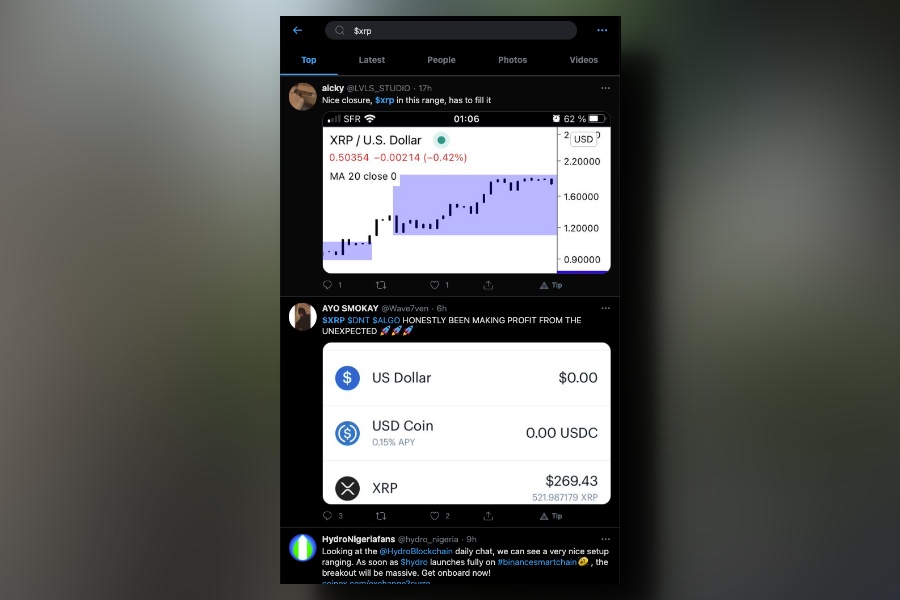 $xrp
Top Latest People Photos Videos
aicky @LVLS_STUDIO · 17h
Nice closure, $xrp in this range, has to fill it
SFR 01:06 62 %
XRP / U.S. Dollar
USD
0.50354 −0.00214 (−0.42%)
2.20000
MA 20 close 0
1.60000
1.20000
0.90000
1 1 Tip
AYO SMOKAY @Wave7ven · 6h
$XRP $DNT $ALGO HONESTLY BEEN MAKING PROFIT FROM THE
UNEXPECTED 🚀🚀🚀
US Dollar $0.00
USD Coin 0.00 USDC
0.15% APY
XRP $269.43
521.987179 XRP
3 2 Tip
HydroNigeriafans @hydro_nigeria · 9h
Looking at the @HydroBlockchain daily chat, we can see a very nice setup
ranging. As soon as $hydro launches fully on #binancesmartchain , the
breakout will be massive. Get onboard now!